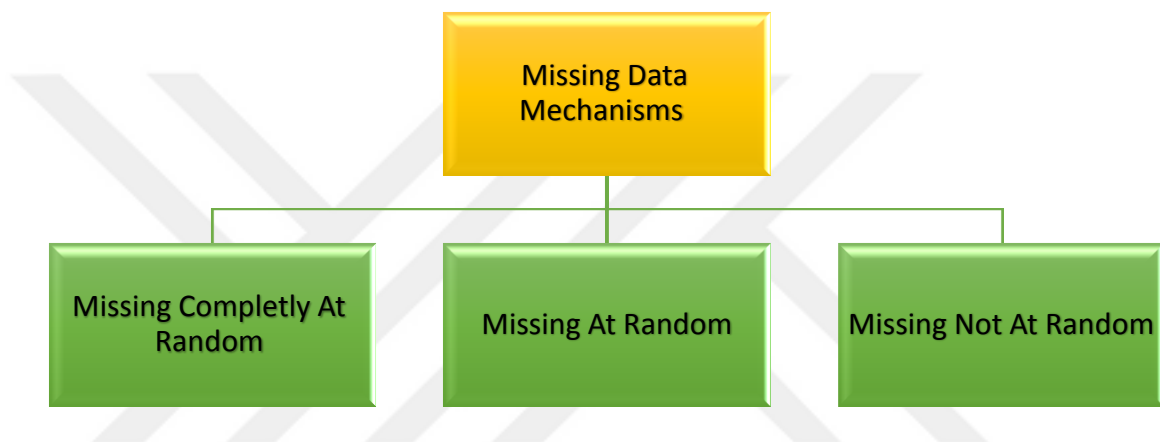 Missing Data
Mechanisms
Missing Completly At
Random
Missing At Random
Missing Not At Random